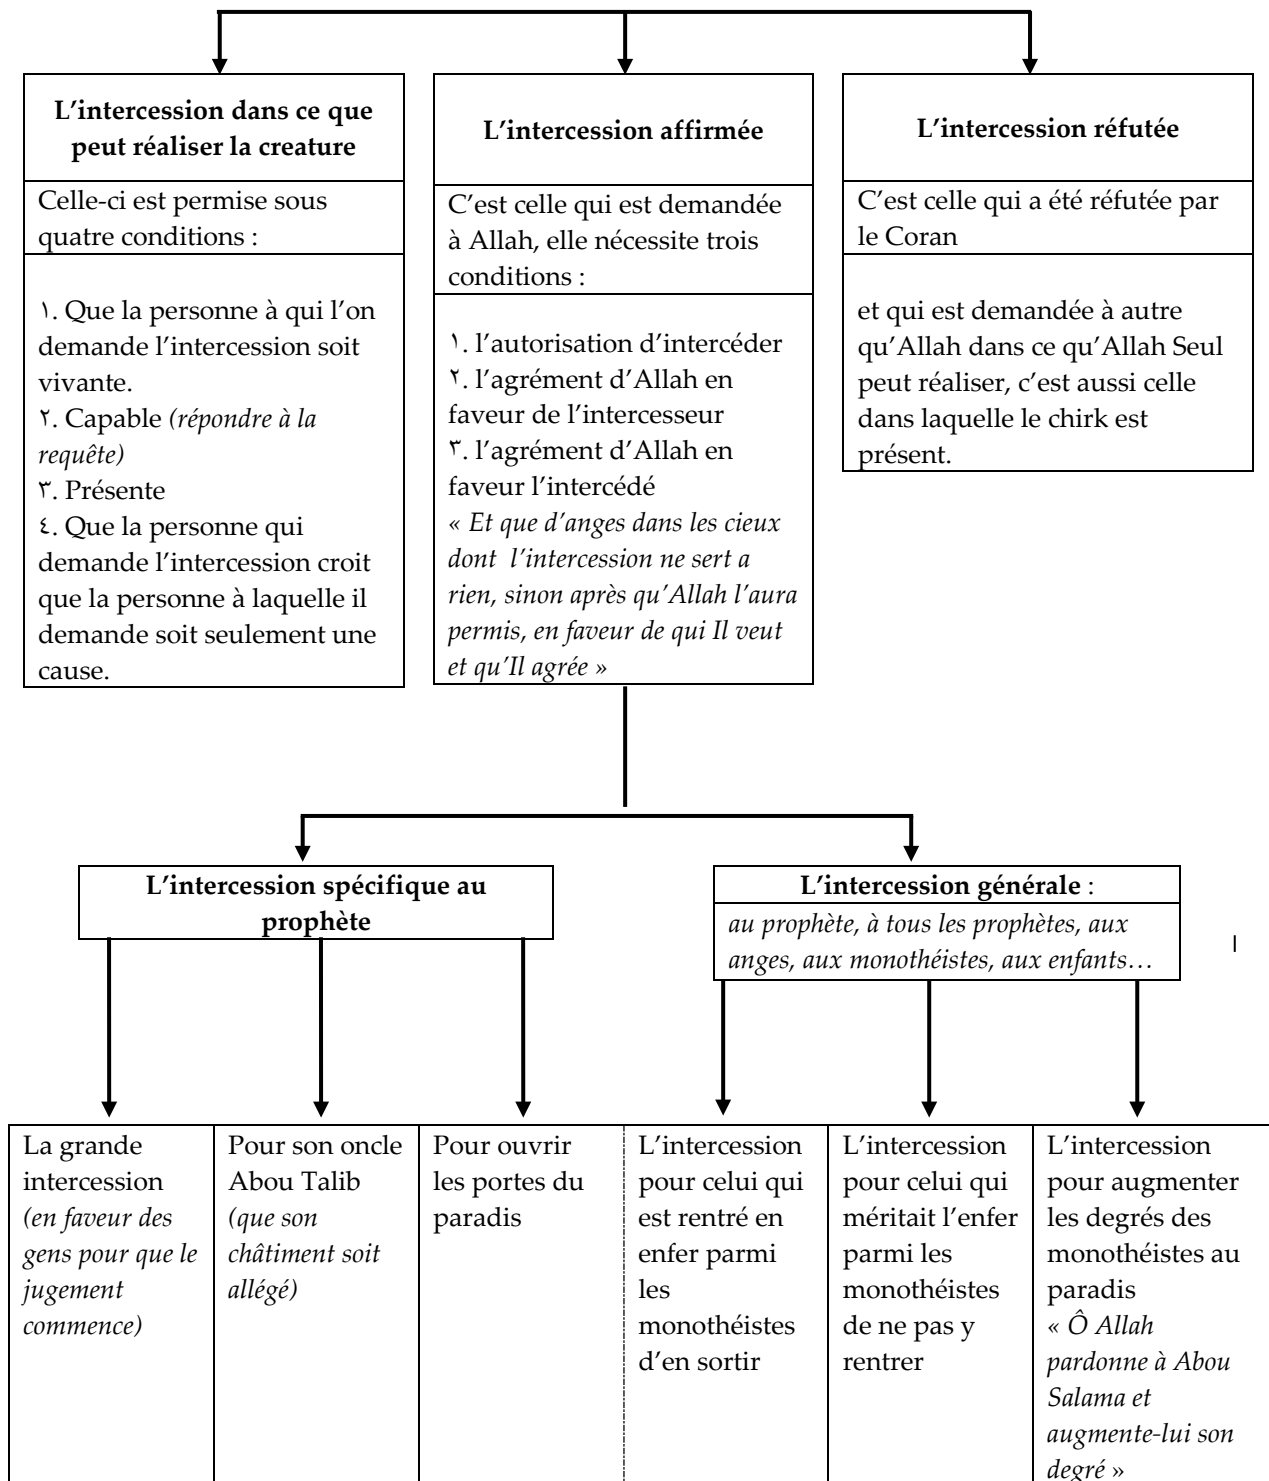 L’intercession dans ce que
peut réaliser la creature
Celle-ci est permise sous
quatre conditions :
١. Que la personne à qui l’on
demande l’intercession soit
vivante.
٢. Capable (répondre à la
requête)
٣. Présente
٤. Que la personne qui
demande l’intercession croit
que la personne à laquelle il
demande soit seulement une
cause.
L’intercession affirmée
C’est celle qui est demandée
à Allah, elle nécessite trois
conditions :
١. l’autorisation d’intercéder
٢. l’agrément d’Allah en
faveur de l’intercesseur
٣. l’agrément d’Allah en
faveur l’intercédé
« Et que d’anges dans les cieux
dont l’intercession ne sert a
rien, sinon après qu’Allah l’aura
permis, en faveur de qui Il veut
et qu’Il agrée »
L’intercession réfutée
C’est celle qui a été réfutée par
le Coran
et qui est demandée à autre
qu’Allah dans ce qu’Allah Seul
peut réaliser, c’est aussi celle
dans laquelle le chirk est
présent.
L’intercession spécifique au
prophète
L’intercession générale :
au prophète, à tous les prophètes, aux
anges, aux monothéistes, aux enfants…
La grande
intercession
(en faveur des
gens pour que le
jugement
commence)
Pour son oncle
Abou Talib
(que son
châtiment soit
allégé)
Pour ouvrir
les portes du
paradis
L’intercession
pour celui qui
est rentré en
enfer parmi
les
monothéistes
d’en sortir
L’intercession
pour celui qui
méritait l’enfer
parmi les
monothéistes
de ne pas y
rentrer
L’intercession
pour augmenter
les degrés des
monothéistes au
paradis
« Ô Allah
pardonne à Abou
Salama et
augmente-lui son
degré »